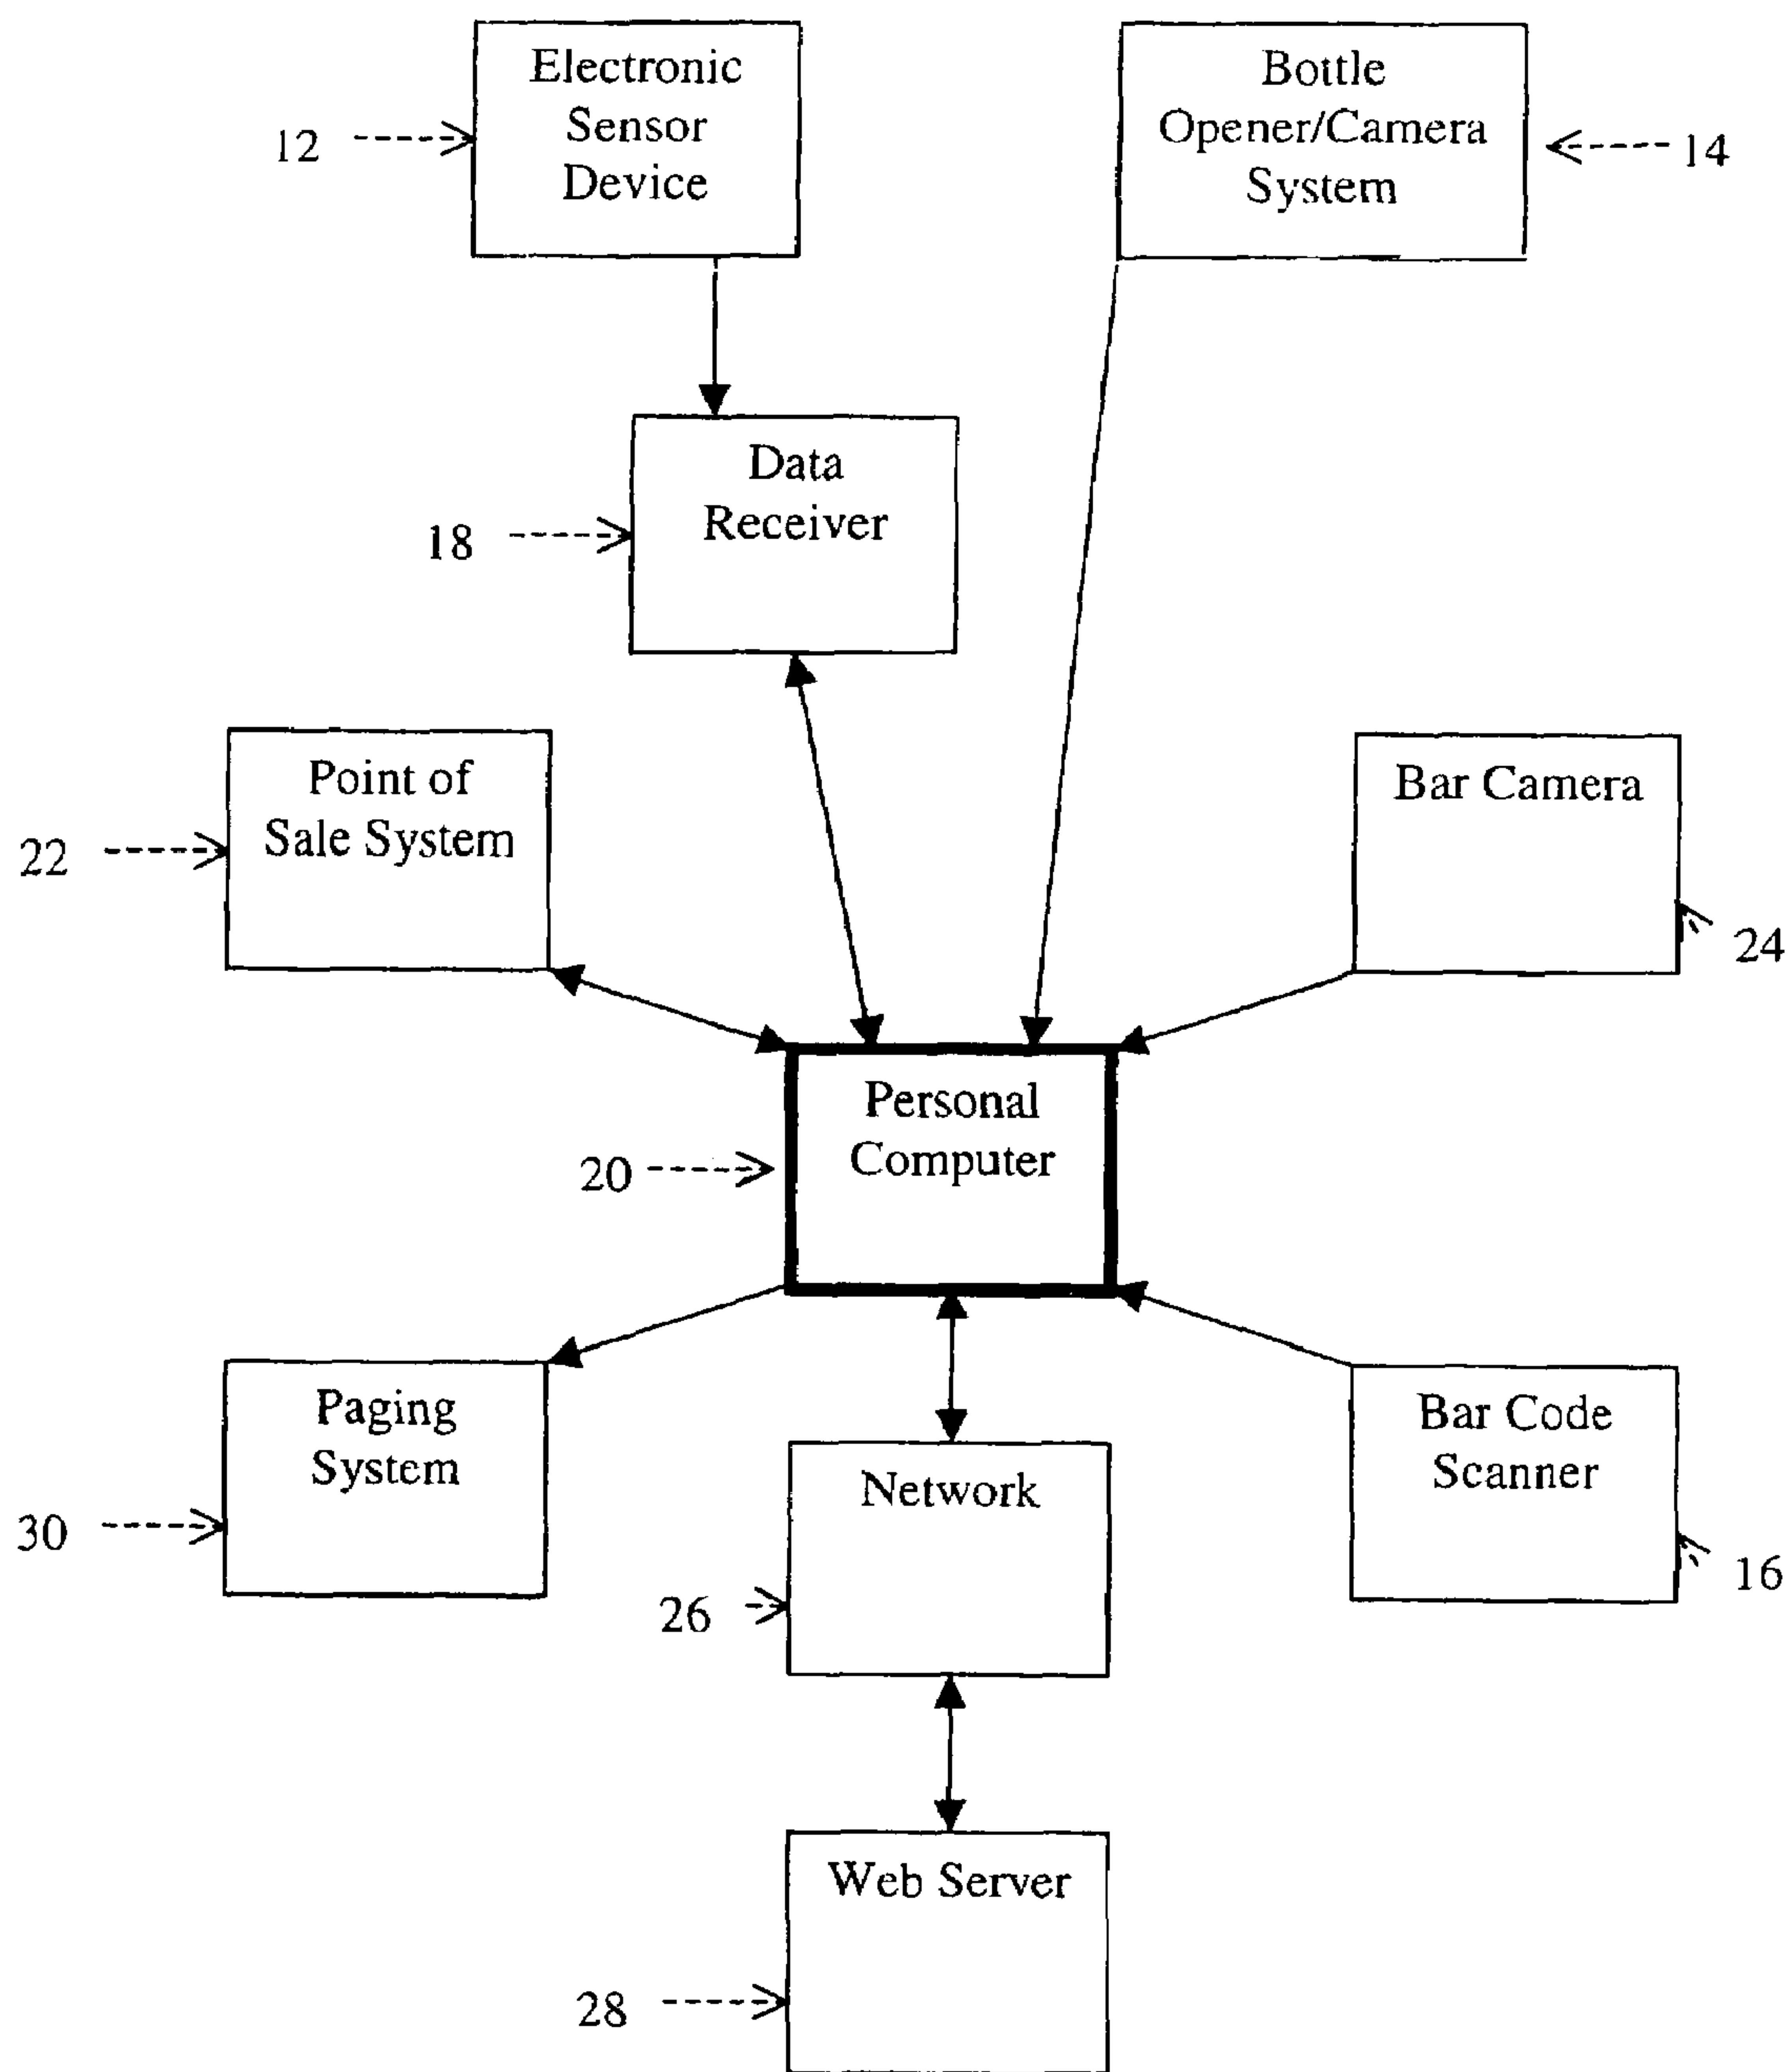 Electronic
Sensor
Device
12
Bottle
Opener/Camera
System
14
Data
Receiver
18
Point of
Sale System
22
Bar Camera
24
Personal
Computer
20
Paging
System
30
Network
26
Bar Code
Scanner
16
Web Server
28